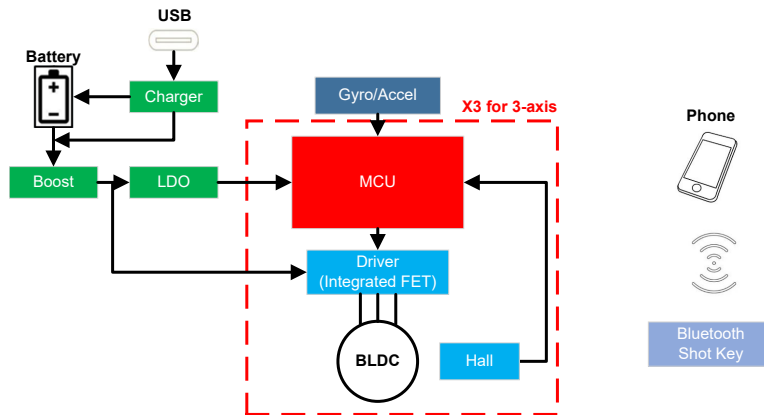 USB
Battery
Charger
Gyro/Accel
X3 for 3-axis
Phone
Boost
LDO
MCU
Driver
(Integrated FET)
BLDC
Hall
Bluetooth
Shot Key